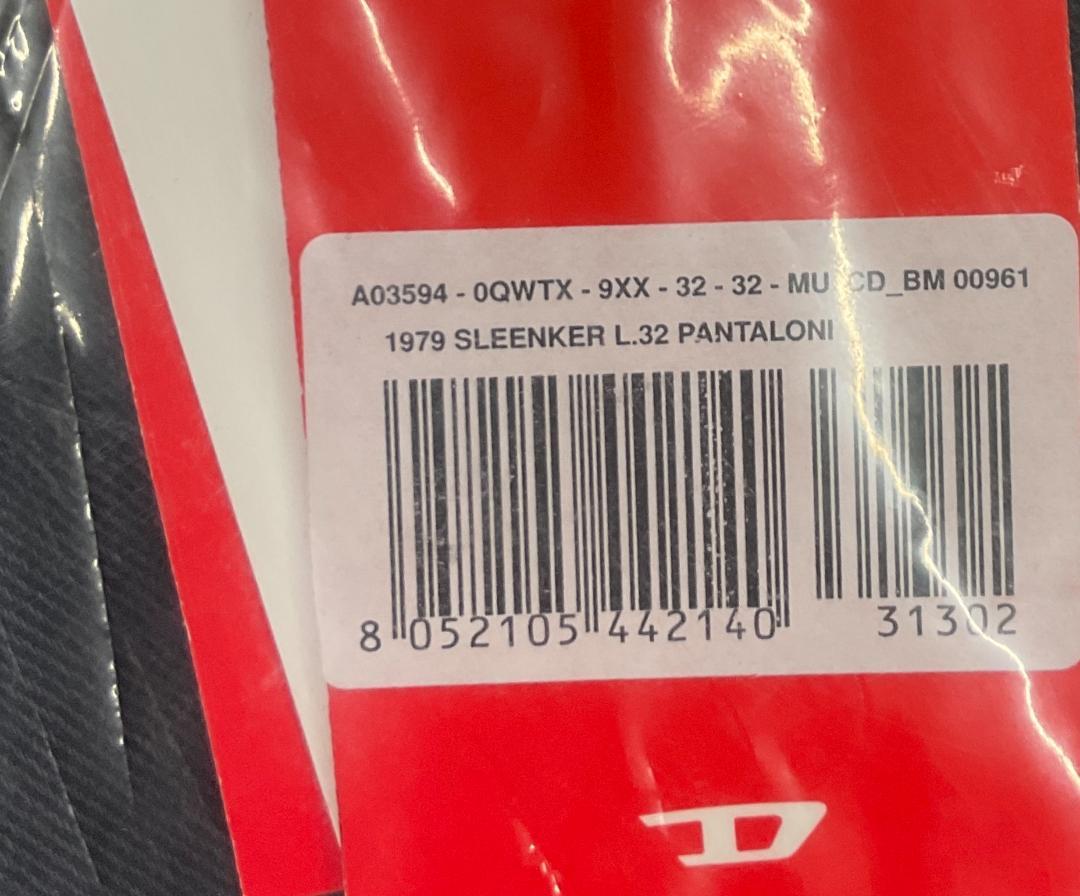 A03594 - 0QWTX - 9XX - 32 - 32 - MU CD_BM 00961
1979 SLEENKER L.32 PANTALONI
8 052105 442140 31302
D